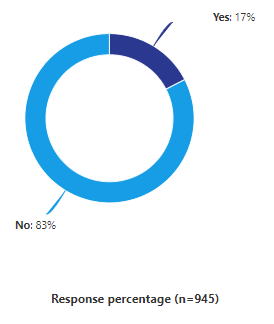 Yes: 17%
No: 83%
Response percentage (n=945)